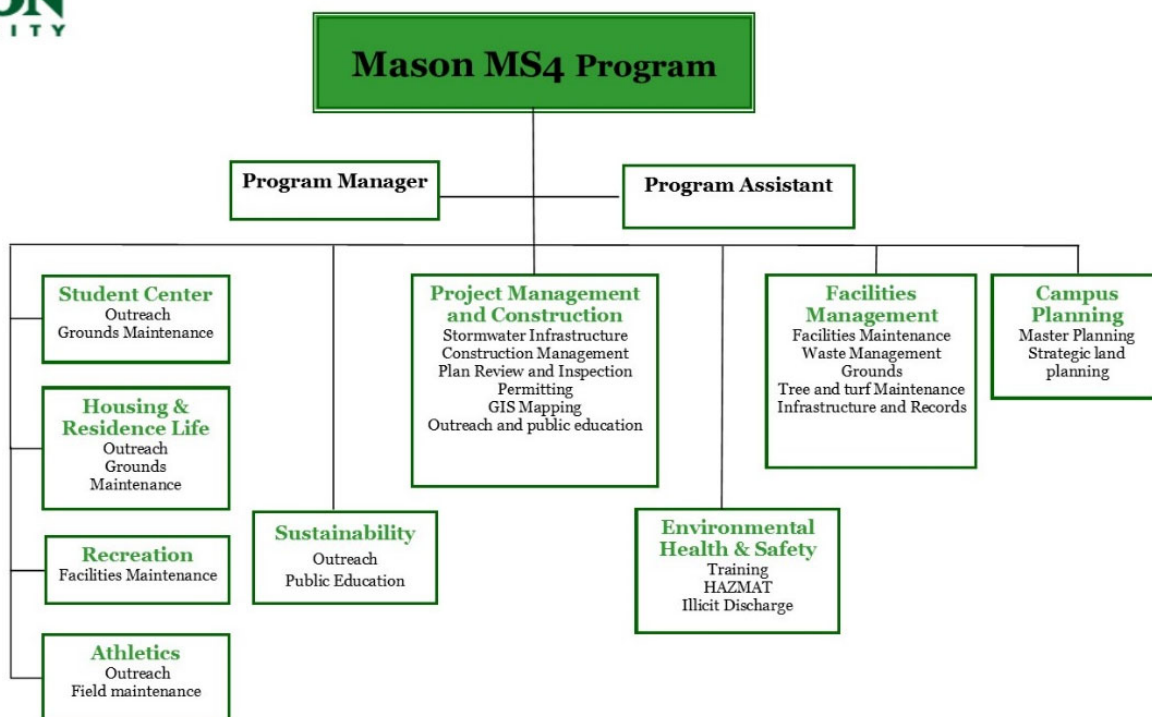 ON
ITY
Mason MS4 Program
Program Manager
Program Assistant
Student Center
Outreach
Grounds Maintenance
Housing &
Residence Life
Outreach
Grounds
Maintenance
Recreation
Facilities Maintenance
Athletics
Outreach
Field maintenance
Sustainability
Outreach
Public Education
Project Management
and Construction
Stormwater Infrastructure
Construction Management
Plan Review and Inspection
Permitting
GIS Mapping
Outreach and public education
Environmental
Health & Safety
Training
HAZMAT
Illicit Discharge
Facilities
Management
Facilities Maintenance
Waste Management
Grounds
Tree and turf Maintenance
Infrastructure and Records
Campus
Planning
Master Planning
Strategic land
planning